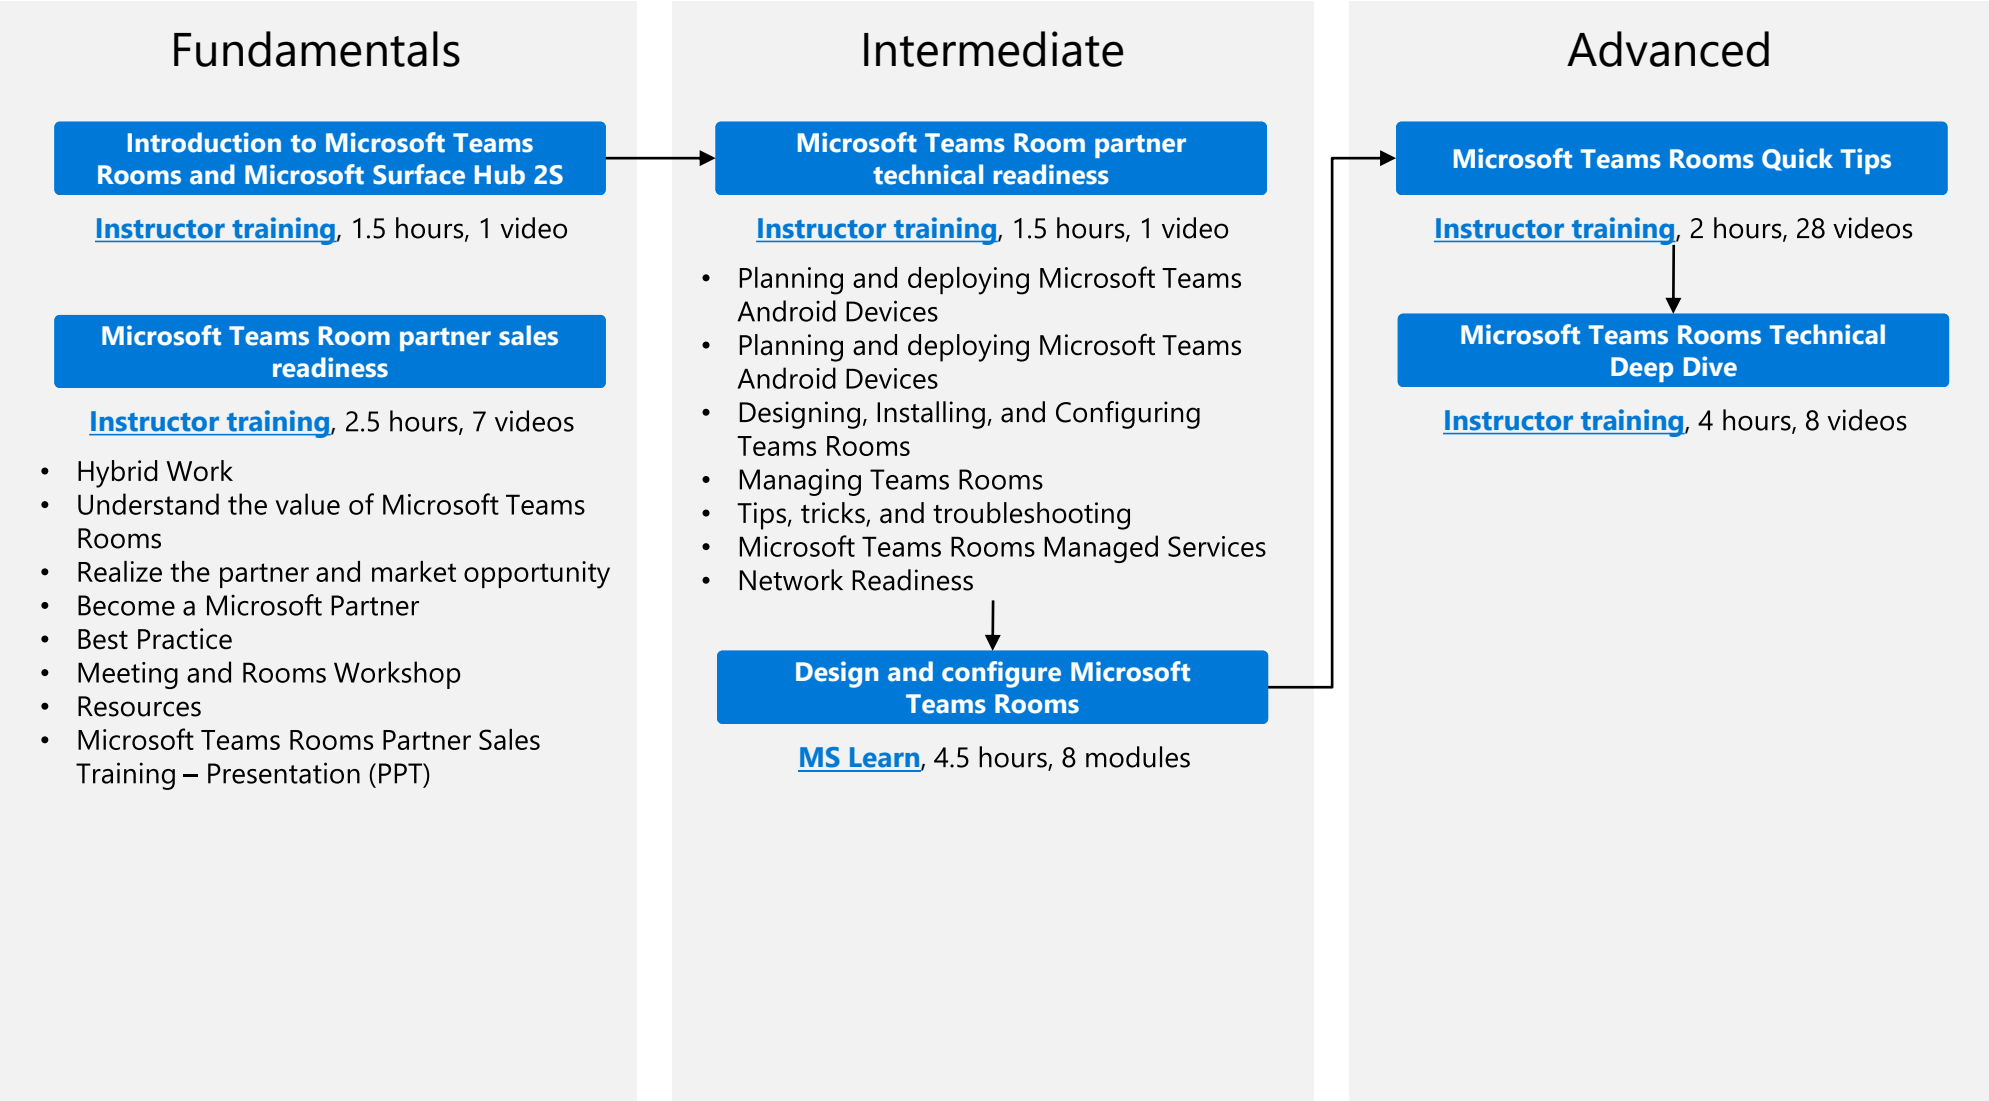 Fundamentals
Introduction to Microsoft Teams
Rooms and Microsoft Surface Hub 2S
Instructor training, 1.5 hours, 1 video
Microsoft Teams Room partner sales
readiness
Instructor training, 2.5 hours, 7 videos
• Hybrid Work
• Understand the value of Microsoft Teams
Rooms
• Realize the partner and market opportunity
• Become a Microsoft Partner
• Best Practice
• Meeting and Rooms Workshop
• Resources
• Microsoft Teams Rooms Partner Sales
Training – Presentation (PPT)
Intermediate
Microsoft Teams Room partner
technical readiness
Instructor training, 1.5 hours, 1 video
• Planning and deploying Microsoft Teams
Android Devices
• Planning and deploying Microsoft Teams
Android Devices
• Designing, Installing, and Configuring
Teams Rooms
• Managing Teams Rooms
• Tips, tricks, and troubleshooting
• Microsoft Teams Rooms Managed Services
• Network Readiness
Design and configure Microsoft
Teams Rooms
MS Learn, 4.5 hours, 8 modules
Advanced
Microsoft Teams Rooms Quick Tips
Instructor training, 2 hours, 28 videos
Microsoft Teams Rooms Technical
Deep Dive
Instructor training, 4 hours, 8 videos